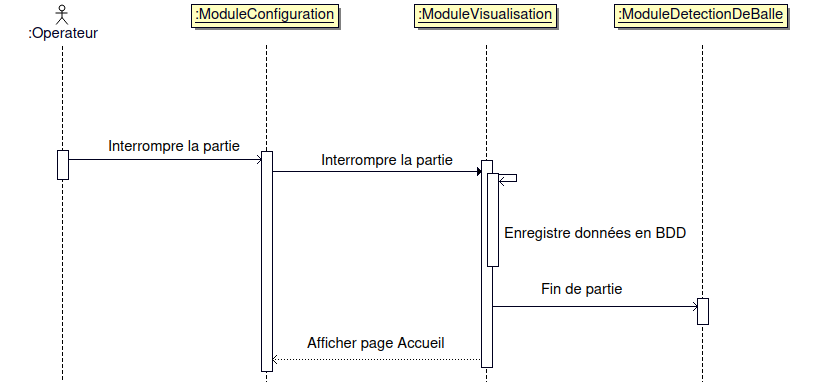 :Operateur
:ModuleConfiguration
:ModuleVisualisation
:ModuleDetectionDeBalle
Interrompre la partie
Interrompre la partie
Enregistre données en BDD
Fin de partie
Afficher page Accueil